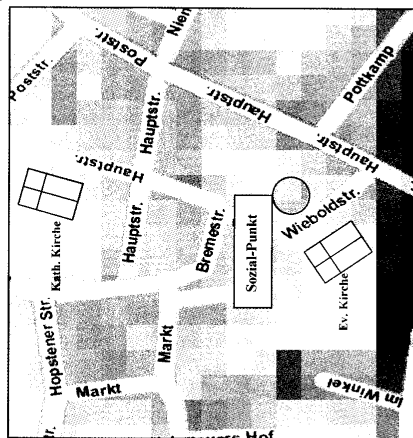 Nien
Poststr.
Poststr.
Pottkamp
Hauptstr.
Hauptstr.
Hauptstr.
Hauptstr.
Hauptstr.
Wieboldstr.
Bremestr.
Sozial-Punkt
Kath. Kirche
Ev. Kirche
Hopstener Str.
Markt
Markt
Im Winkel
tr.
Hof